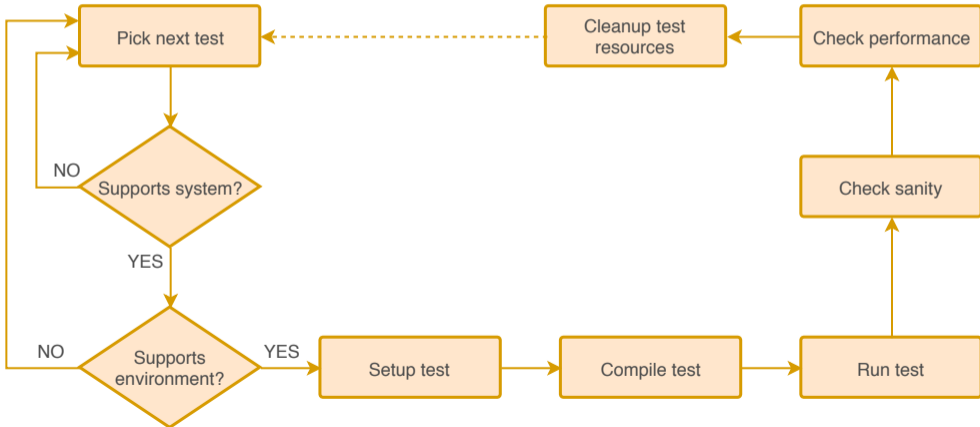 Pick next test
Cleanup test
resources
Check performance
NO
Supports system?
Check sanity
YES
NO
Supports
environment?
YES
Setup test
Compile test
Run test